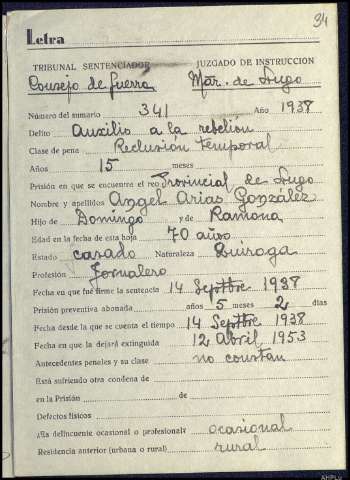 34
Letra
TRIBUNAL SENTENCIADOR JUZGADO DE INSTRUCCION
Consejo de Guerra Mar. de Lugo
Número del sumario 341 Año 1938
Delito Auxilio a la rebelión
Clase de pena Reclusión temporal
Años 15 meses
Prisión en que se encuentra el reo Provincial de Lugo
Nombre y apellidos Angel Arias González
Hijo de Domingo y de Ramona
Edad en la fecha de esta hoja 70 años
Estado casado Naturaleza Quiroga
Profesión Jornalero
Fecha en que fué firme la sentencia 14 Septbre 1938
Prisión preventiva abonada años 5 meses 2 días
Fecha desde la que se cuenta el tiempo 14 Septbre 1938
Fecha en que la dejará extinguida 12 Abril 1953
Antecedentes penales y su clase no constan
Está sufriendo otra condena de
en la Prisión de
Defectos físicos
¿Es delincuente ocasional o profesional? ocasional
Residencia anterior (urbana o rural) rural
AHPLu